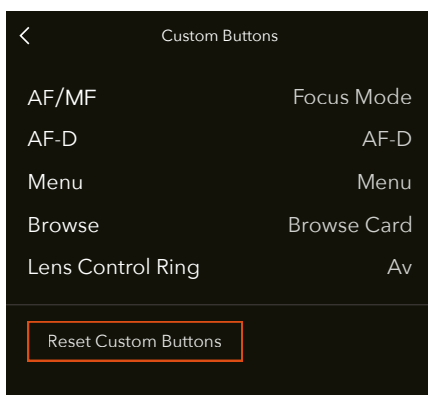 Custom Buttons
AF/MF Focus Mode
AF-D AF-D
Menu Menu
Browse Browse Card
Lens Control Ring Av
Reset Custom Buttons